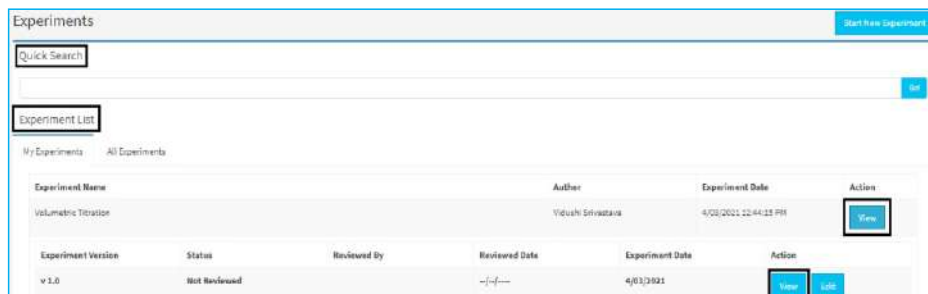 Experiments Start New Experiment
Quick Search
Go!
Experiment List
My Experiments All Experiments
Experiment Name Author Experiment Date Action
Volumetric Titration Vidushi Srivastava 4/03/2021 12:44:15 PM View
Experiment Version Status Reviewed By Reviewed Date Experiment Date Action
v 1.0 Not Reviewed --/--/---- 4/03/2021 View Edit